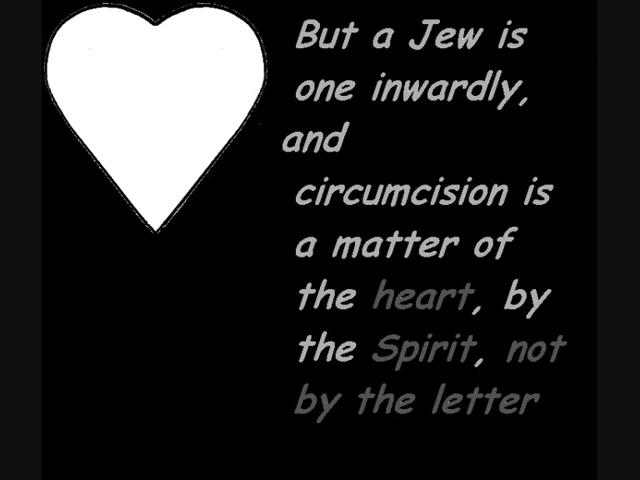 But a Jew is
one inwardly,
and
circumcision is
a matter of
the heart, by
the Spirit, not
by the letter